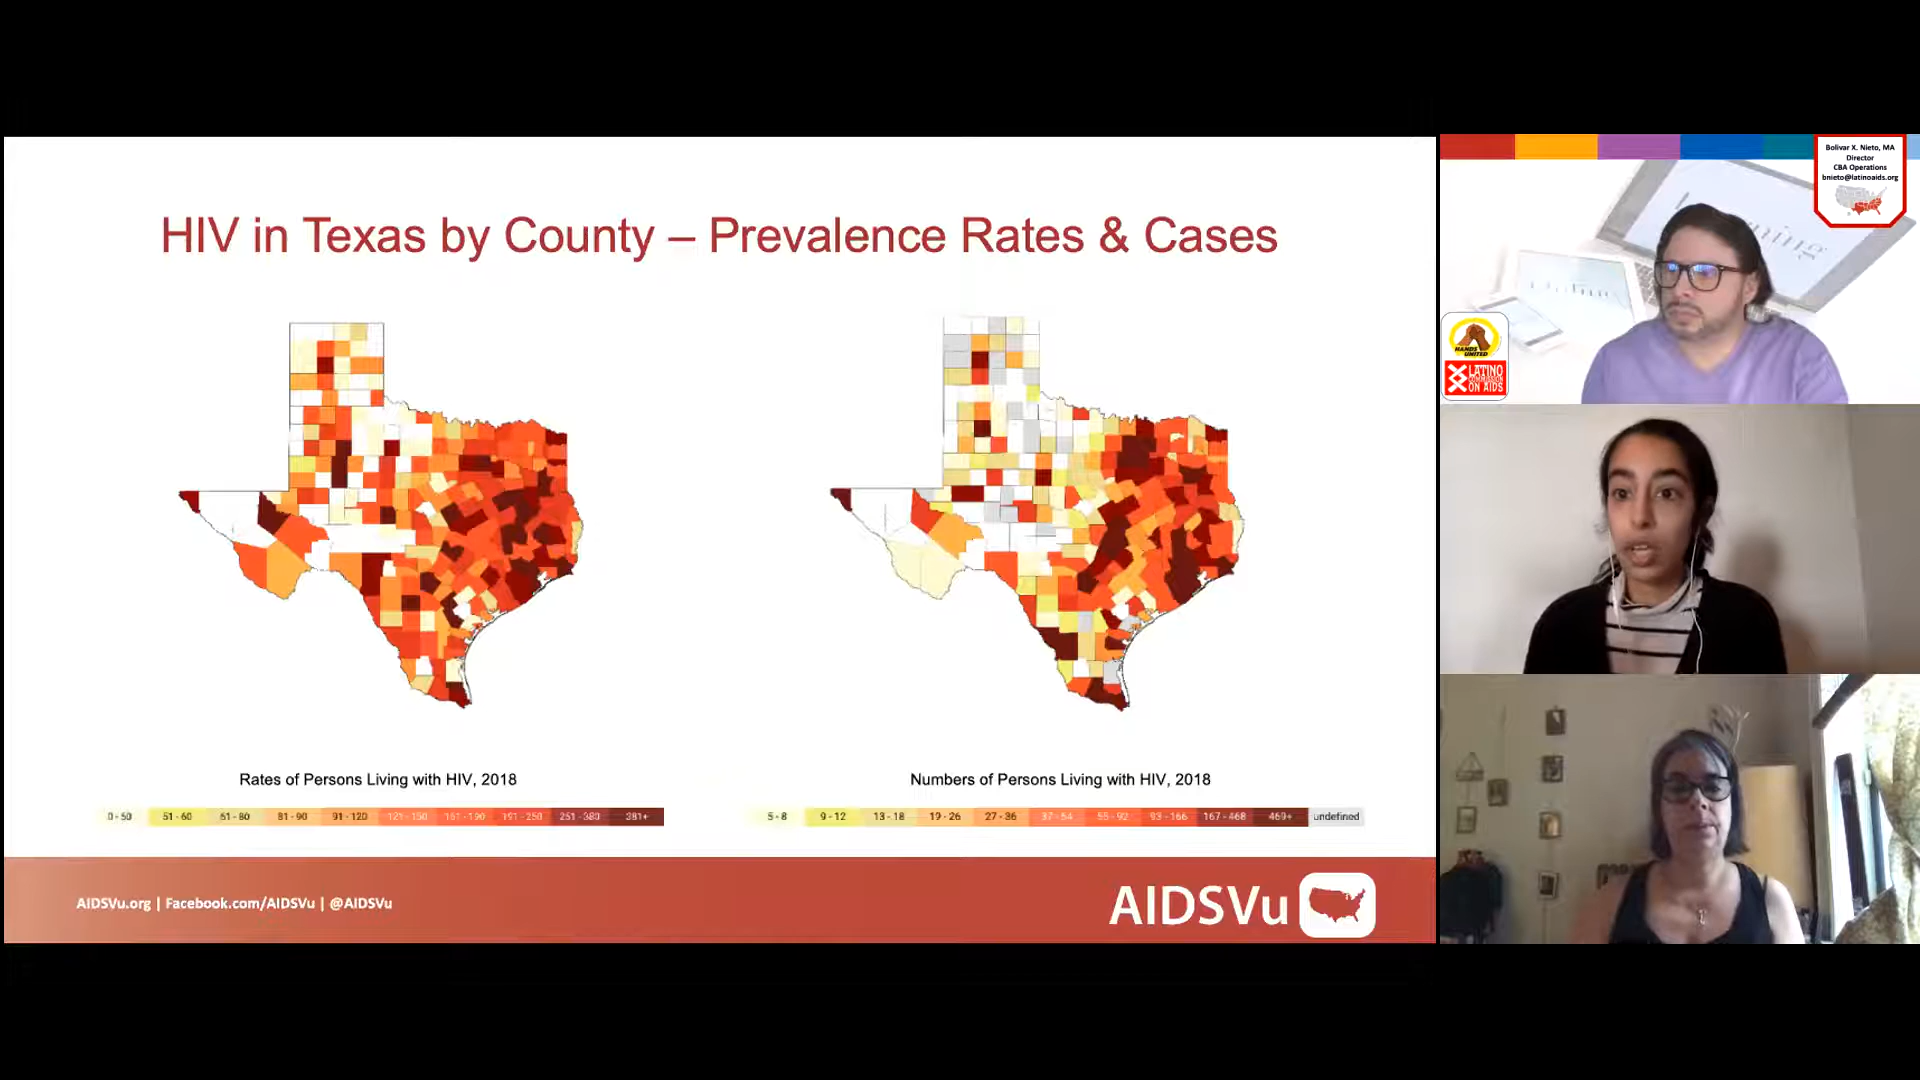 HIV in Texas by County – Prevalence Rates & Cases
Rates of Persons Living with HIV, 2018
0 - 50 51 - 60 61 - 80 81 - 90 91 - 120 121 - 150 151 - 190 191 - 250 251 - 380 381+
Numbers of Persons Living with HIV, 2018
5 - 8 9 - 12 13 - 18 19 - 26 27 - 36 37 - 54 55 - 92 93 - 166 167 - 468 469+ undefined
AIDSVu.org | Facebook.com/AIDSVu | @AIDSVu
AIDSVu
Bolivar X. Nieto, MA
Director
CBA Operations
bnieto@latinoaids.org
HANDS
UNITED
LATINO
COMMISSION
ON AIDS